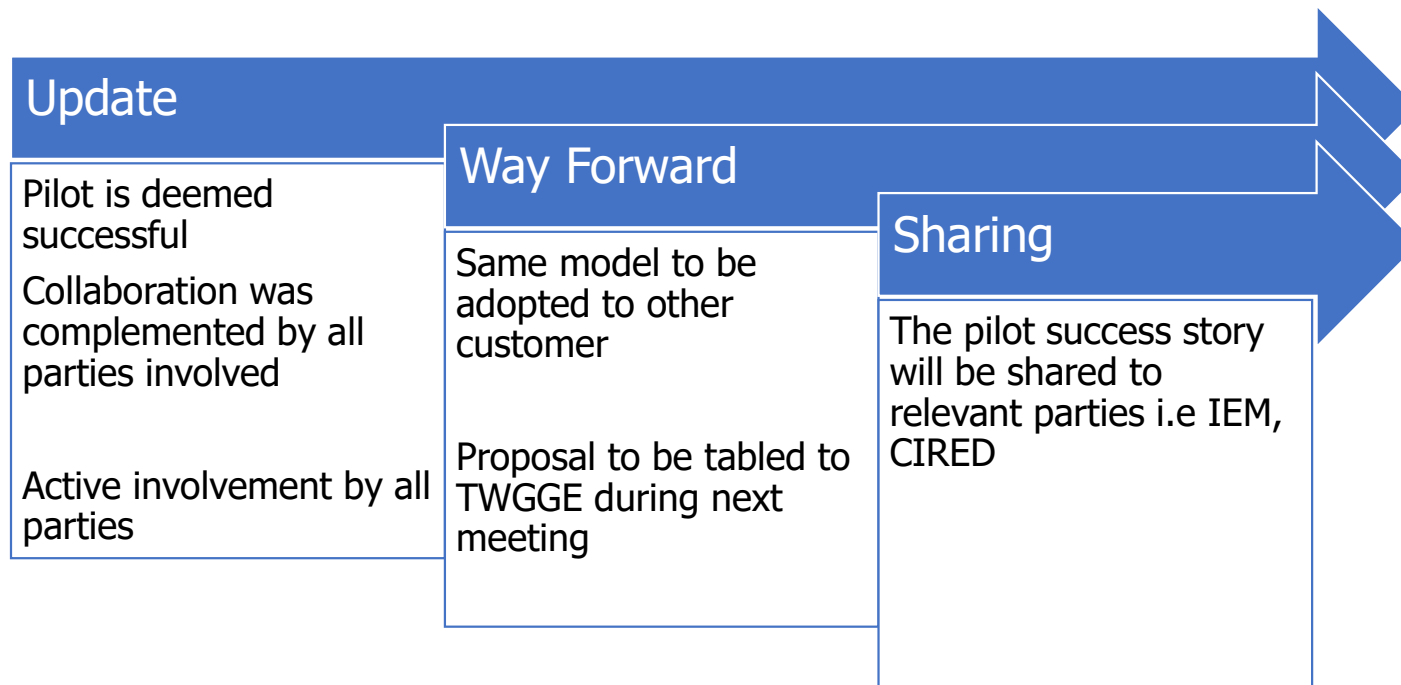 Update
Pilot is deemed
successful
Collaboration was
complemented by all
parties involved
Active involvement by all
parties
Way Forward
Same model to be
adopted to other
customer
Proposal to be tabled to
TWGGE during next
meeting
Sharing
The pilot success story
will be shared to
relevant parties i.e IEM,
CIRED